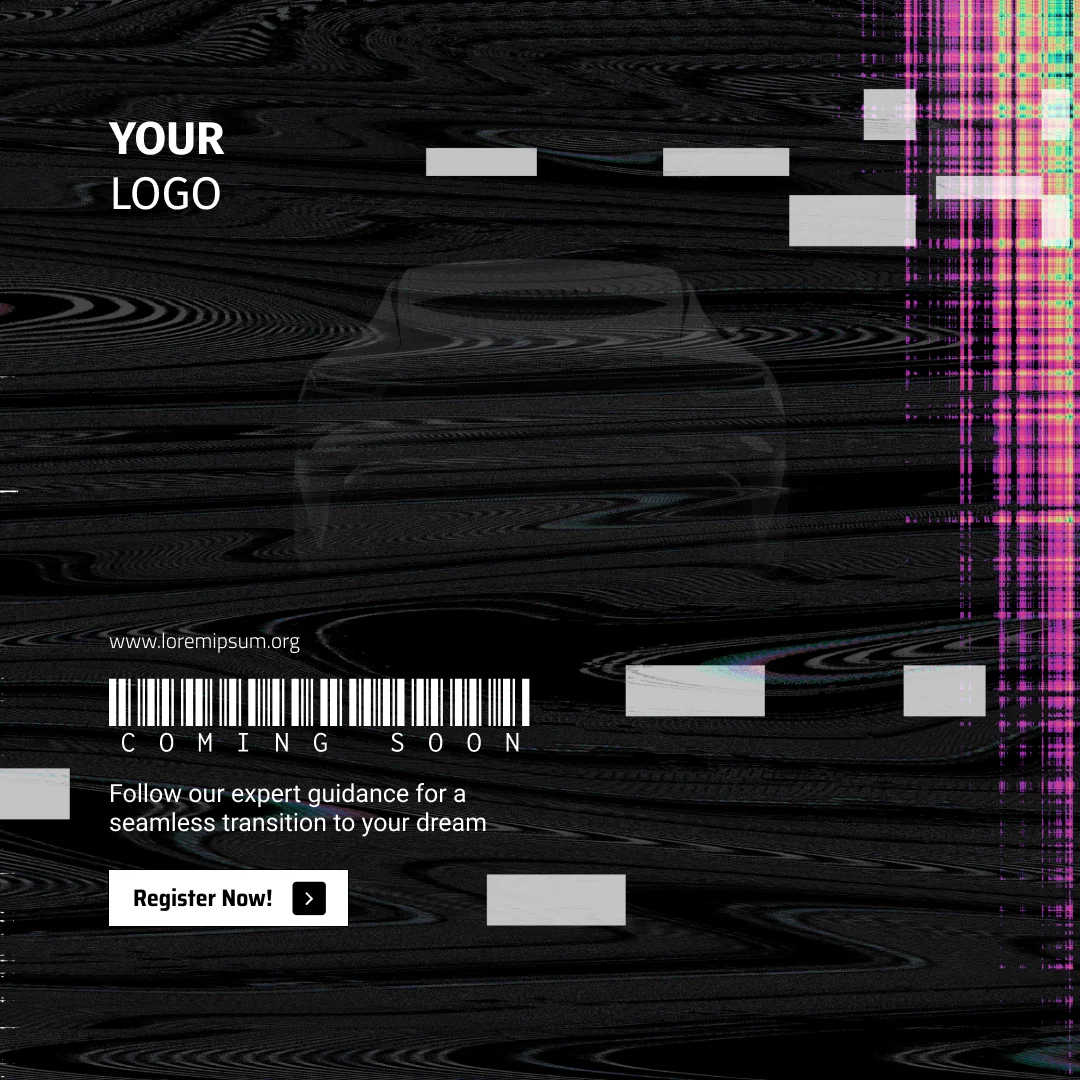 YOUR
LOGO
www.loremipsum.org
COMING SOON
Follow our expert guidance for a
seamless transition to your dream
Register Now!